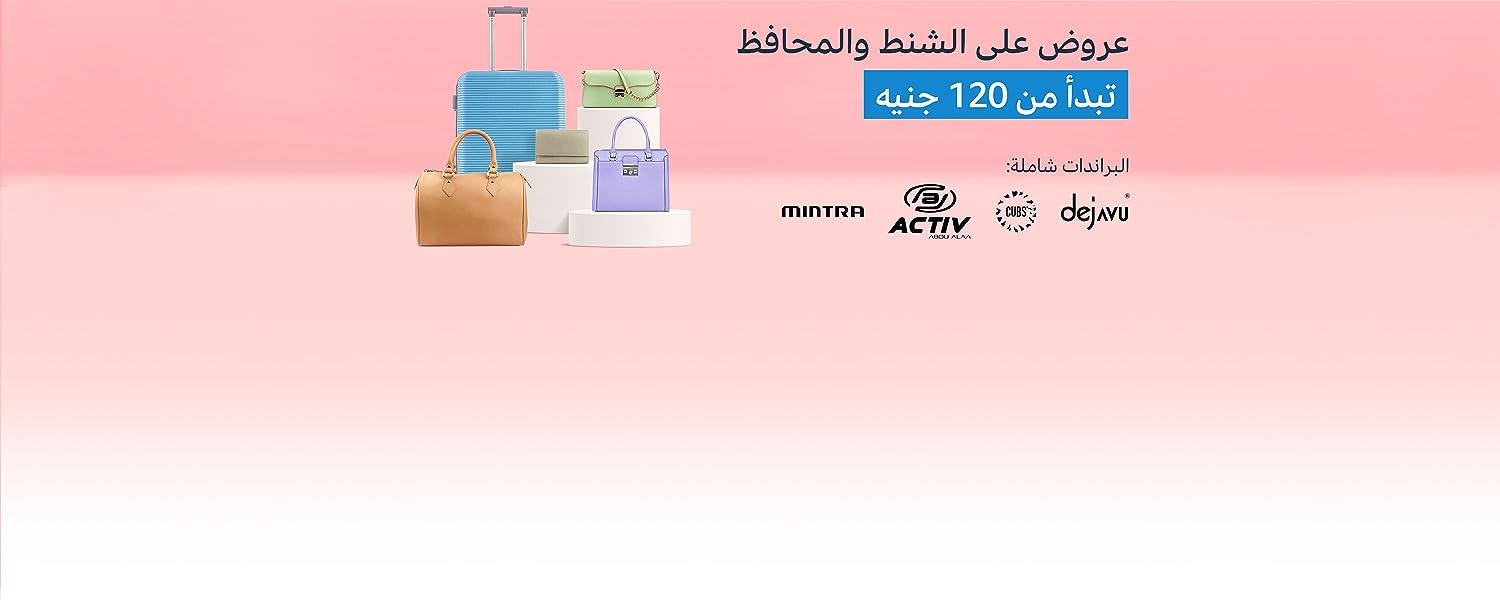 عروض على الشنط والمحافظ
تبدأ من 120 جنيه
البراندات شاملة:
dejavu®
CUBS
ACTIV
ABOU ALAA
MINTRA